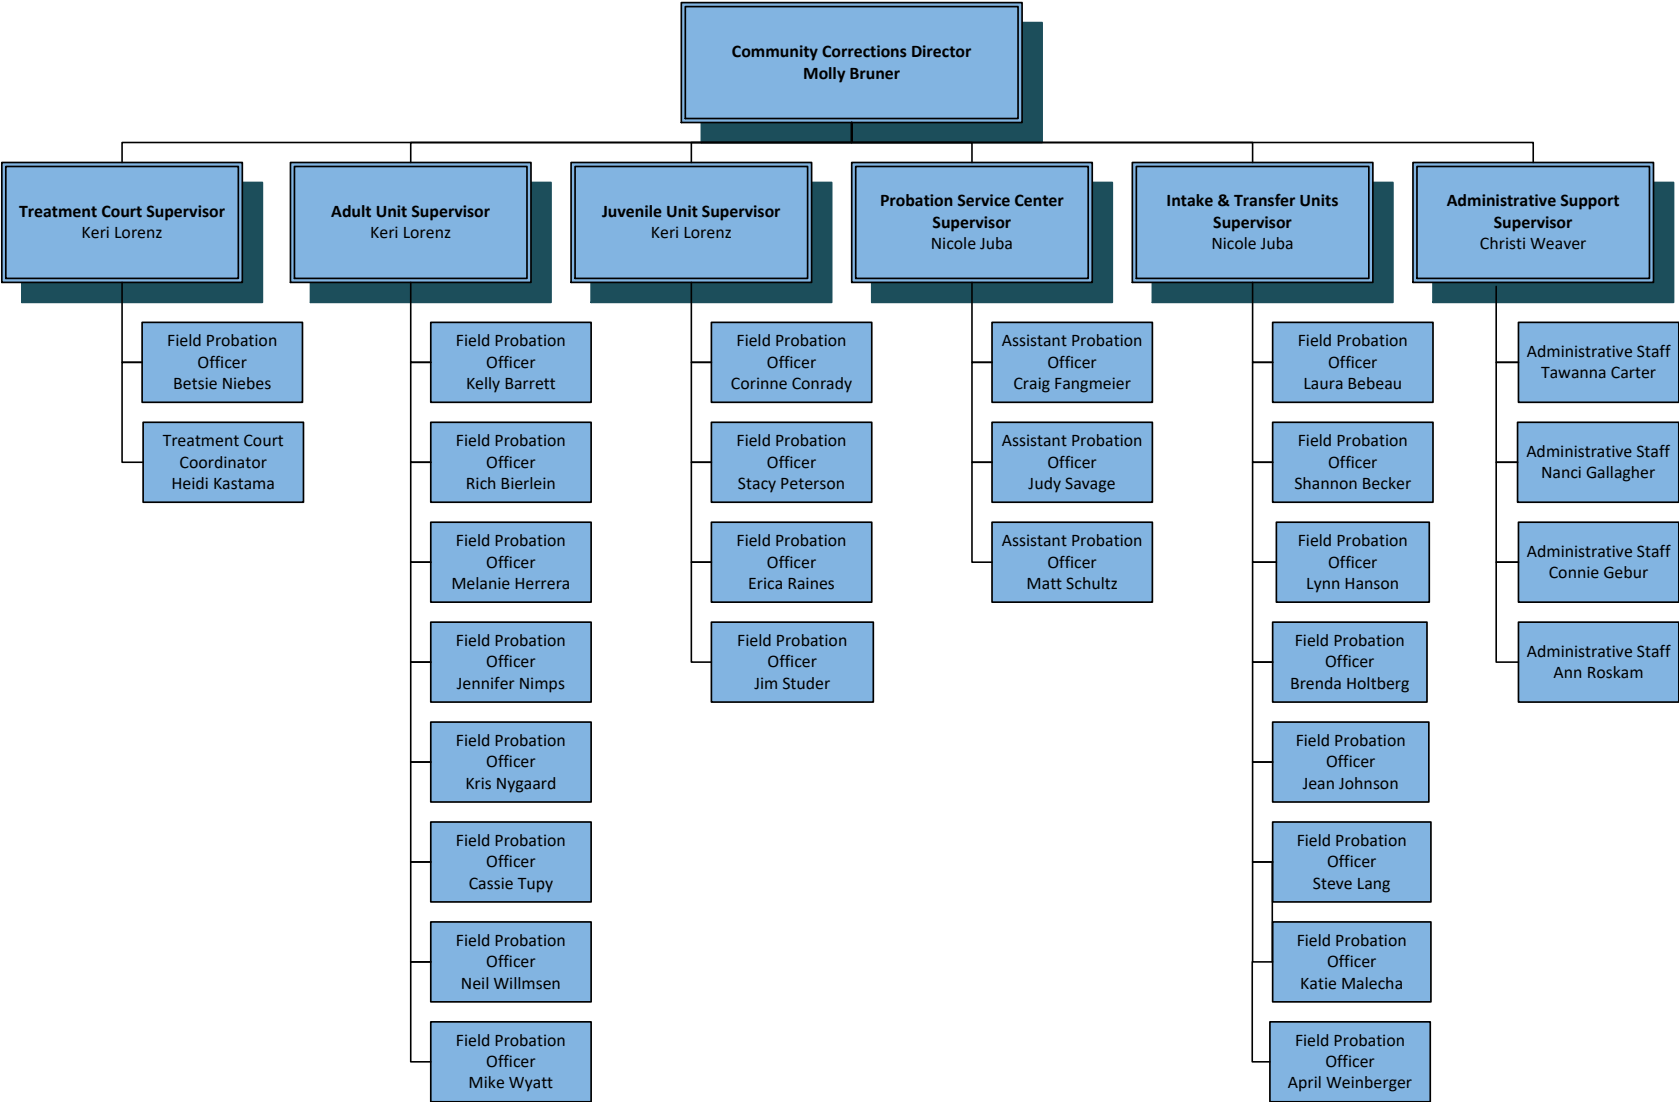 Community Corrections Director
Molly Bruner
Treatment Court Supervisor
Keri Lorenz
Adult Unit Supervisor
Keri Lorenz
Juvenile Unit Supervisor
Keri Lorenz
Probation Service Center
Supervisor
Nicole Juba
Intake & Transfer Units
Supervisor
Nicole Juba
Administrative Support
Supervisor
Christi Weaver
Field Probation
Officer
Betsie Niebes
Treatment Court
Coordinator
Heidi Kastama
Field Probation
Officer
Kelly Barrett
Field Probation
Officer
Rich Bierlein
Field Probation
Officer
Melanie Herrera
Field Probation
Officer
Jennifer Nimps
Field Probation
Officer
Kris Nygaard
Field Probation
Officer
Cassie Tupy
Field Probation
Officer
Neil Willmsen
Field Probation
Officer
Mike Wyatt
Field Probation
Officer
Corinne Conrady
Field Probation
Officer
Stacy Peterson
Field Probation
Officer
Erica Raines
Field Probation
Officer
Jim Studer
Assistant Probation
Officer
Craig Fangmeier
Assistant Probation
Officer
Judy Savage
Assistant Probation
Officer
Matt Schultz
Field Probation
Officer
Laura Bebeau
Field Probation
Officer
Shannon Becker
Field Probation
Officer
Lynn Hanson
Field Probation
Officer
Brenda Holtberg
Field Probation
Officer
Jean Johnson
Field Probation
Officer
Steve Lang
Field Probation
Officer
Katie Malecha
Field Probation
Officer
April Weinberger
Administrative Staff
Tawanna Carter
Administrative Staff
Nanci Gallagher
Administrative Staff
Connie Gebur
Administrative Staff
Ann Roskam